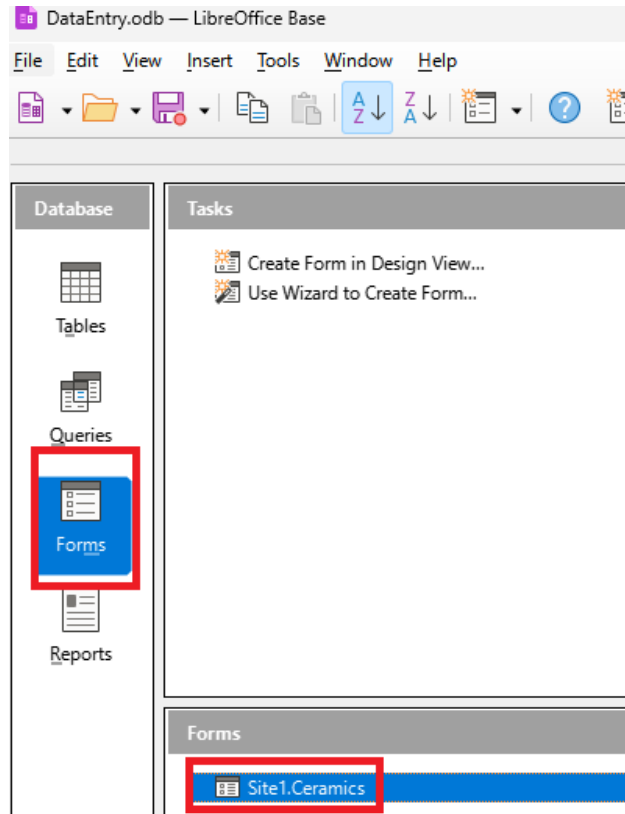 DataEntry.odb — LibreOffice Base
File Edit View Insert Tools Window Help
Database
Tasks
Create Form in Design View...
Use Wizard to Create Form...
Tables
Queries
Forms
Reports
Forms
Site1.Ceramics